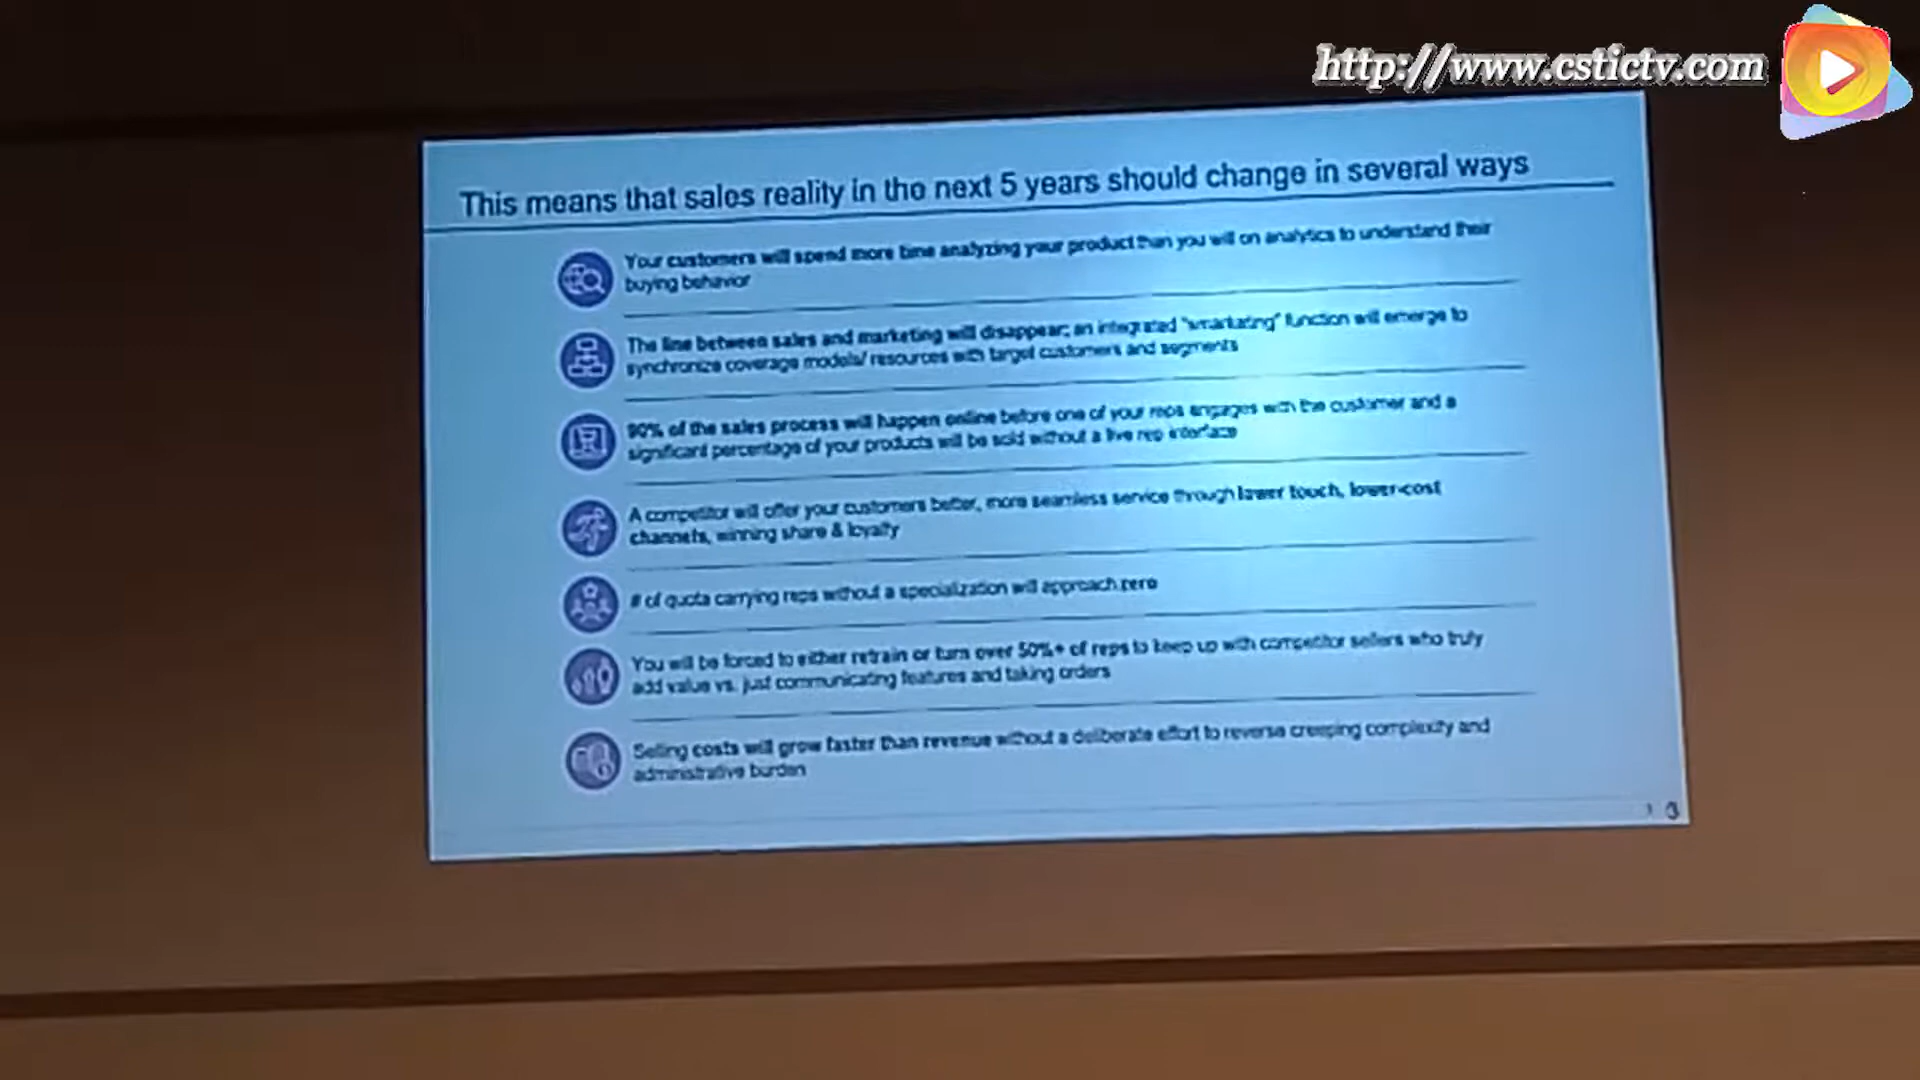 http://www.cstictv.com
This means that sales reality in the next 5 years should change in several ways
Your customers will spend more time analyzing your product than you will on analytics to understand their
buying behavior
The line between sales and marketing will disappear; an integrated "smarketing" function will emerge to
synchronize coverage models/ resources with target customers and segments
90% of the sales process will happen online before one of your reps engages with the customer and a
significant percentage of your products will be sold without a live rep interface
A competitor will offer your customers better, more seamless service through lower touch, lower-cost
channels, winning share & loyalty
# of quota carrying reps without a specialization will approach zero
You will be forced to either retrain or turn over 50%+ of reps to keep up with competitor sellers who truly
add value vs. just communicating features and taking orders
Selling costs will grow faster than revenue without a deliberate effort to reverse creeping complexity and
administrative burden